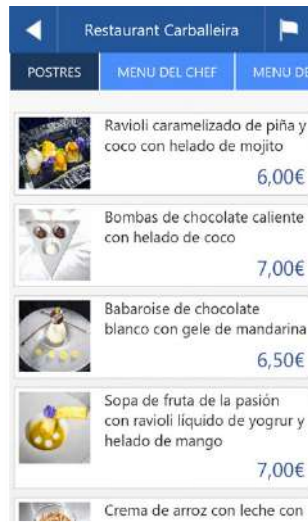 Restaurant Carballeira
POSTRES
MENU DEL CHEF
MENU DE
Ravioli caramelizado de piña y
coco con helado de mojito
6,00€
Bombas de chocolate caliente
con helado de coco
7,00€
Babaroise de chocolate
blanco con gele de mandarina
6,50€
Sopa de fruta de la pasión
con ravioli líquido de yogrur y
helado de mango
7,00€
Crema de arroz con leche con